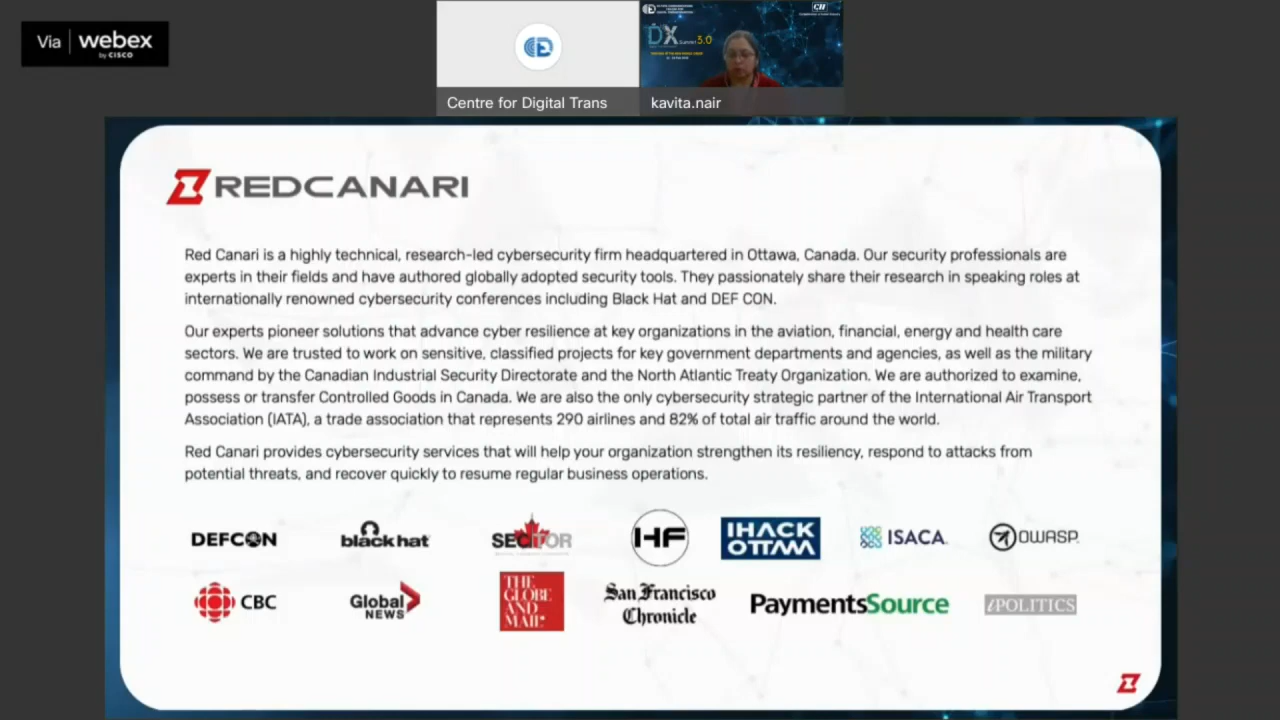 Via webex
by CISCO
DX Summit 3.0
CII
Centre for Digital Trans
kavita.nair
REDCANARI
Red Canari is a highly technical, research-led cybersecurity firm headquartered in Ottawa, Canada. Our security professionals are
experts in their fields and have authored globally adopted security tools. They passionately share their research in speaking roles at
internationally renowned cybersecurity conferences including Black Hat and DEF CON.
Our experts pioneer solutions that advance cyber resilience at key organizations in the aviation, financial, energy and health care
sectors. We are trusted to work on sensitive, classified projects for key government departments and agencies, as well as the military
command by the Canadian Industrial Security Directorate and the North Atlantic Treaty Organization. We are authorized to examine,
possess or transfer Controlled Goods in Canada. We are also the only cybersecurity strategic partner of the International Air Transport
Association (IATA), a trade association that represents 290 airlines and 82% of total air traffic around the world.
Red Canari provides cybersecurity services that will help your organization strengthen its resiliency, respond to attacks from
potential threats, and recover quickly to resume regular business operations.
DEFCON black hat SECTOR HF IHACK ISACA OWASP
OTTAWA
CBC Global NEWS THE GLOBE AND MAIL San Francisco Chronicle PaymentsSource iPOLITICS